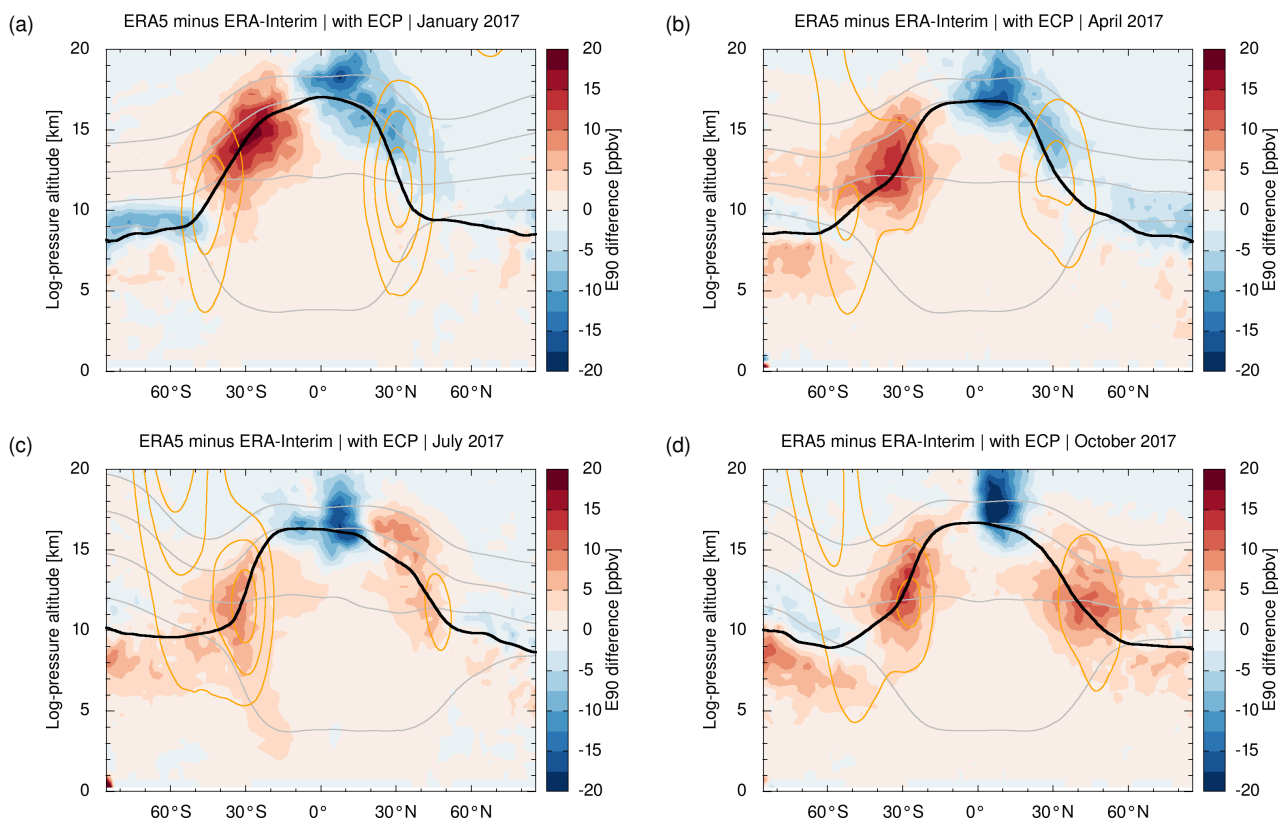 (a)
ERA5 minus ERA-Interim | with ECP | January 2017
Log-pressure altitude [km]
20
15
10
5
0
60°S 30°S 0° 30°N 60°N
20
15
10
5
0
-5
-10
-15
-20
E90 difference [ppbv]
(b)
ERA5 minus ERA-Interim | with ECP | April 2017
Log-pressure altitude [km]
20
15
10
5
0
60°S 30°S 0° 30°N 60°N
20
15
10
5
0
-5
-10
-15
-20
E90 difference [ppbv]
(c)
ERA5 minus ERA-Interim | with ECP | July 2017
Log-pressure altitude [km]
20
15
10
5
0
60°S 30°S 0° 30°N 60°N
20
15
10
5
0
-5
-10
-15
-20
E90 difference [ppbv]
(d)
ERA5 minus ERA-Interim | with ECP | October 2017
Log-pressure altitude [km]
20
15
10
5
0
60°S 30°S 0° 30°N 60°N
20
15
10
5
0
-5
-10
-15
-20
E90 difference [ppbv]